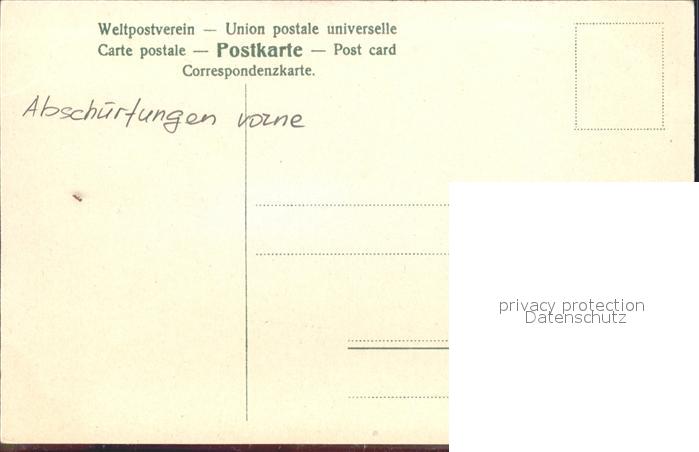 Weltpostverein — Union postale universelle
Carte postale — Postkarte — Post card
Correspondenzkarte.
Abschürfungen vorne
privacy protection
Datenschutz